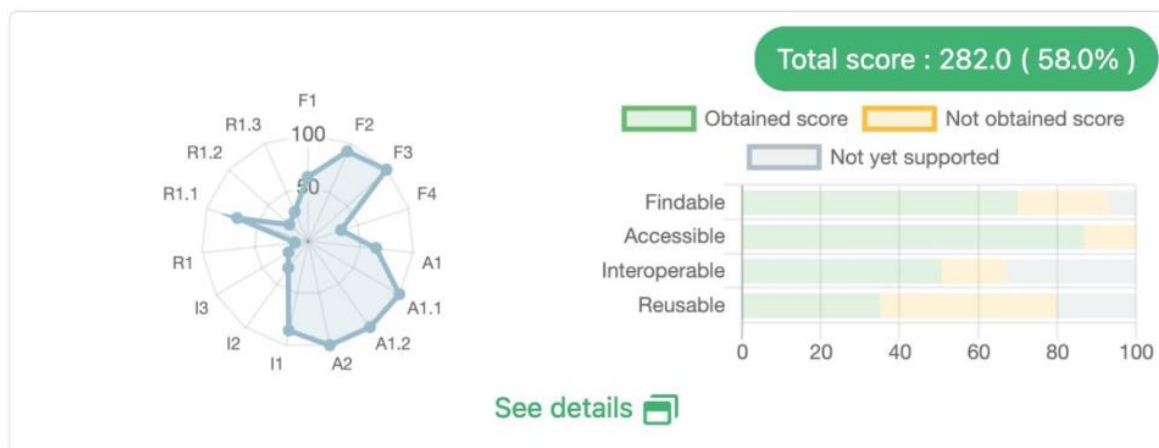 Total score : 282.0 ( 58.0% )
F1
F2
F3
F4
A1
A1.1
A1.2
A2
I1
I2
I3
R1
R1.1
R1.2
R1.3
100
50
Obtained score
Not obtained score
Not yet supported
Findable
Accessible
Interoperable
Reusable
0 20 40 60 80 100
See details